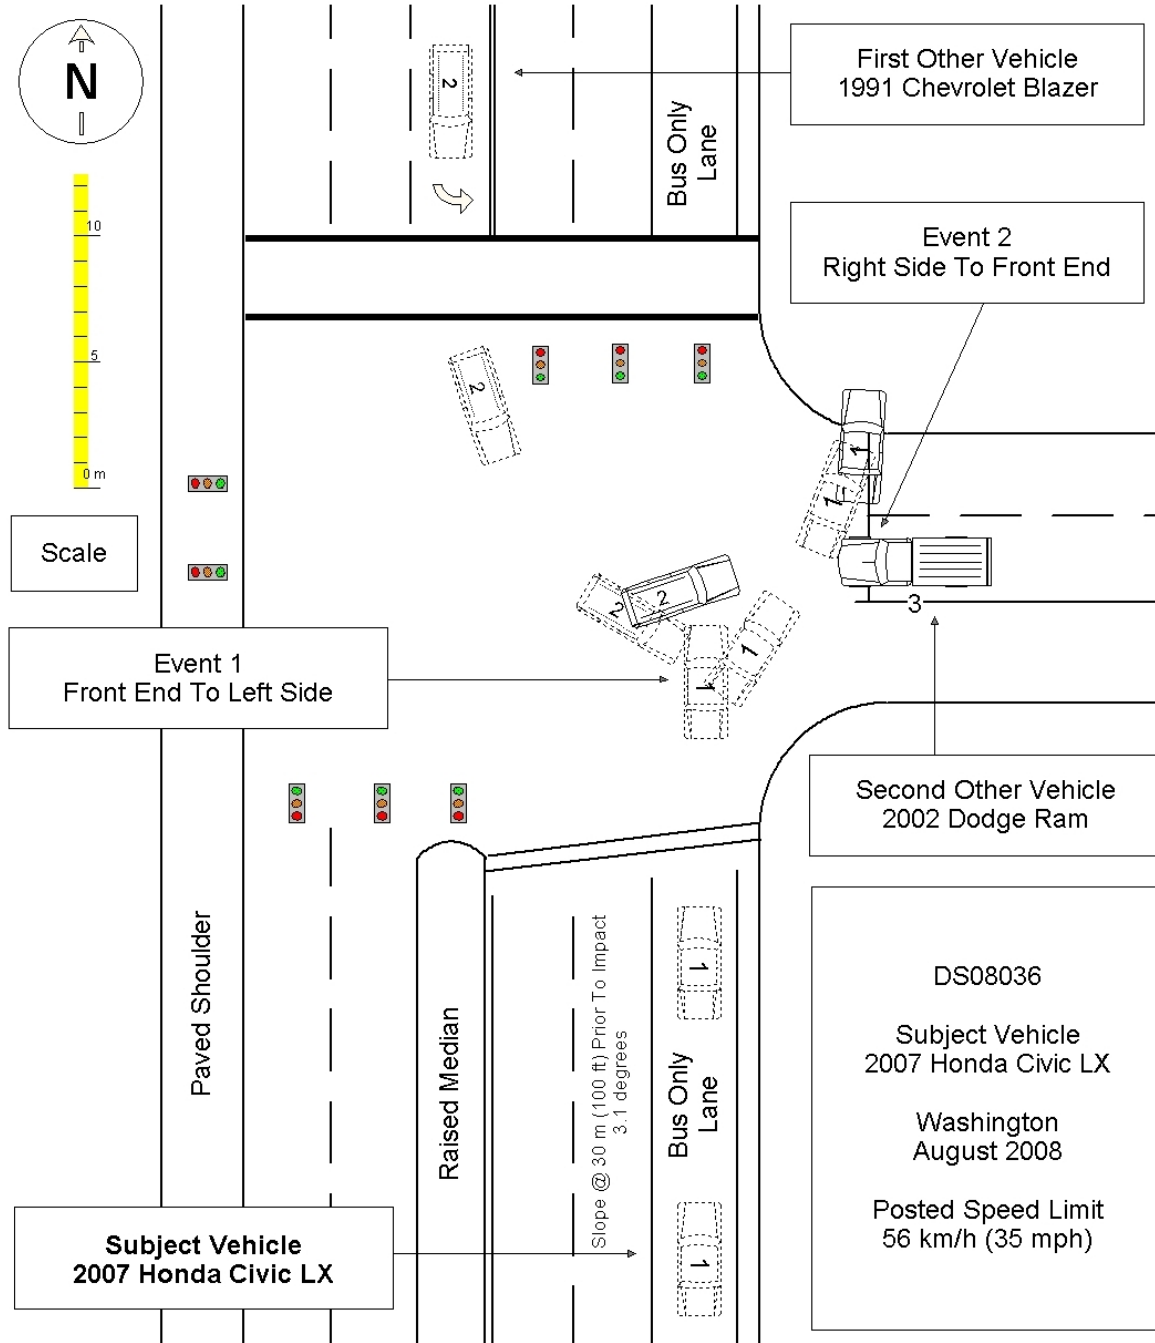 N
First Other Vehicle
1991 Chevrolet Blazer
2
Bus Only
Lane
Event 2
Right Side To Front End
10
5
0 m
2
1
1
Scale
3
2
2
1
1
Event 1
Front End To Left Side
Second Other Vehicle
2002 Dodge Ram
Paved Shoulder
Raised Median
Slope @ 30 m (100 ft) Prior To Impact
3.1 degrees
1
Bus Only
Lane
1
DS08036
Subject Vehicle
2007 Honda Civic LX
Washington
August 2008
Posted Speed Limit
56 km/h (35 mph)
Subject Vehicle
2007 Honda Civic LX